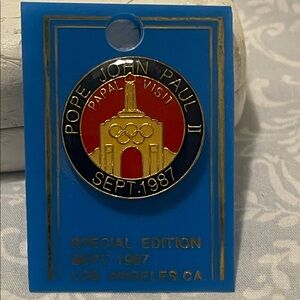 POPE JOHN PAUL II
PAPAL VISIT
SEPT. 1987
SPECIAL EDITION
SEPT 1987
LOS ANGELES CA